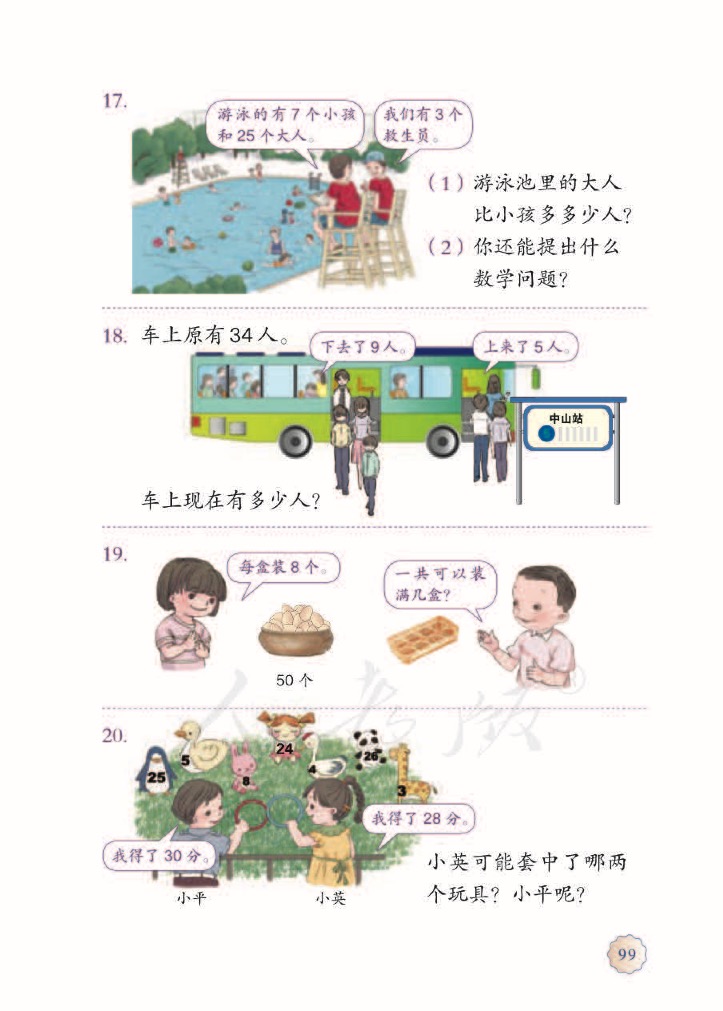 17.
游泳的有7个小孩
和25个大人。
我们有3个
救生员。
（1）游泳池里的大人
比小孩多多少人？
（2）你还能提出什么
数学问题？
18. 车上原有34人。
下去了9人。
上来了5人。
中山站
车上现在有多少人？
19.
每盒装8个。
一共可以装
满几盒？
50个
人教版
20.
25
5
8
24
4
26
3
我得了28分。
我得了30分。
小平
小英
小英可能套中了哪两
个玩具？小平呢？
99